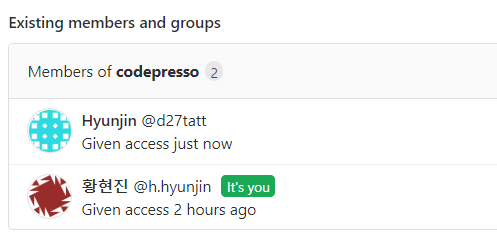 Existing members and groups
Members of codepresso 2
Hyunjin @d27tatt
Given access just now
황현진 @h.hyunjin It's you
Given access 2 hours ago